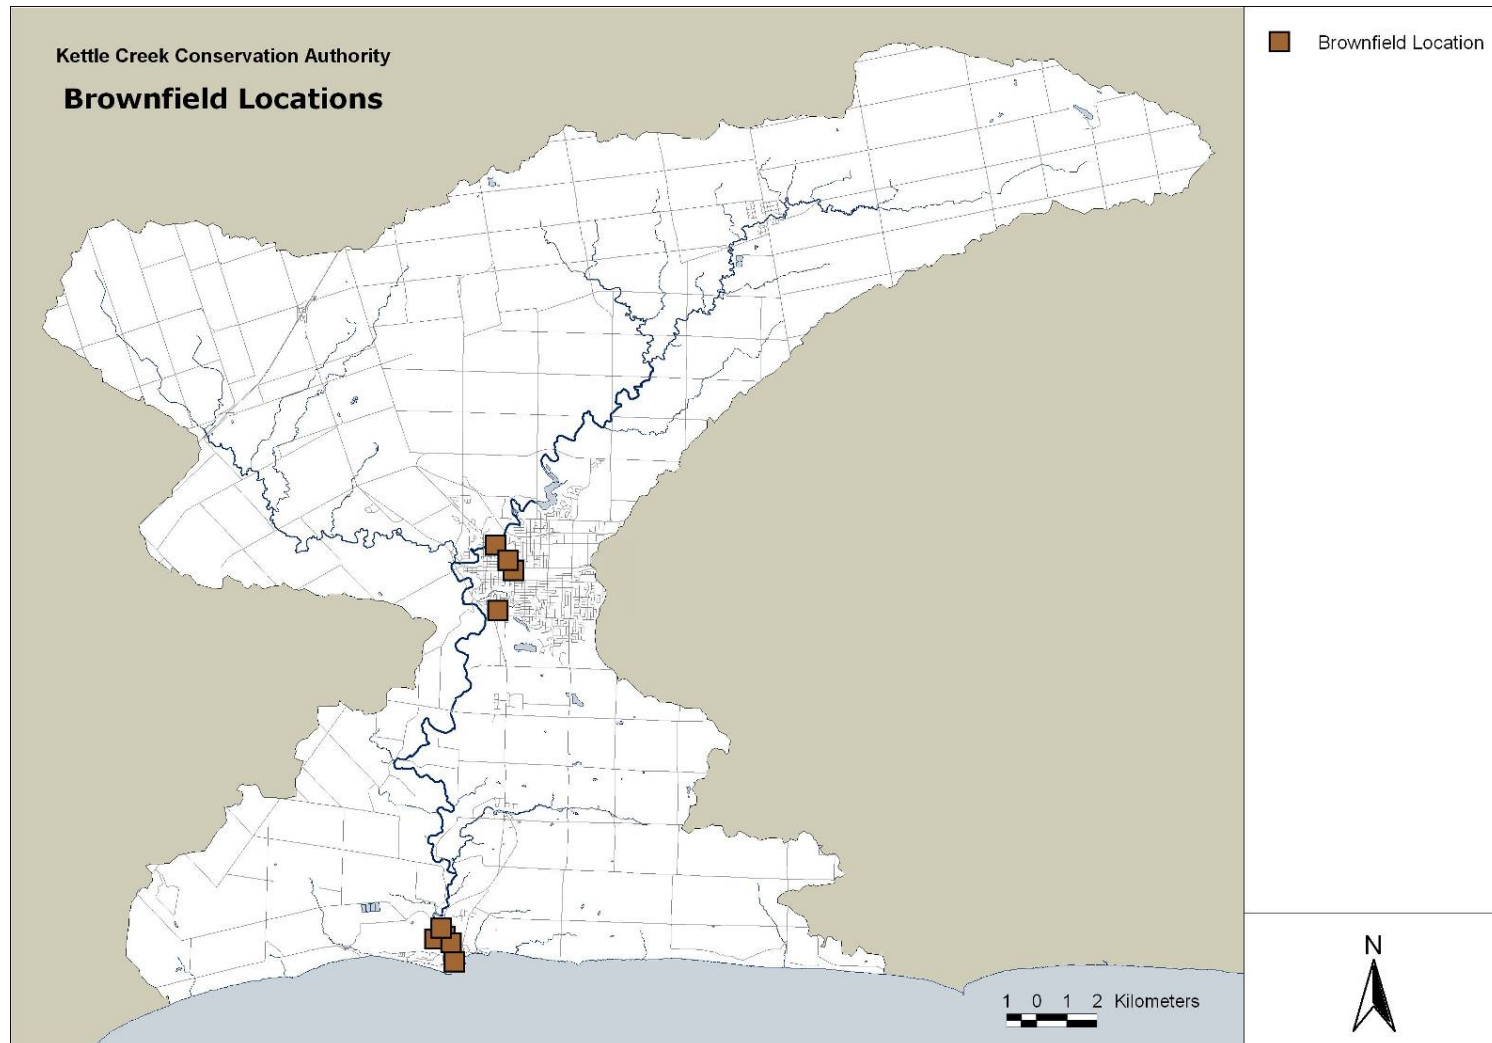 Kettle Creek Conservation Authority
Brownfield Locations
Brownfield Location
N
1 0 1 2 Kilometers